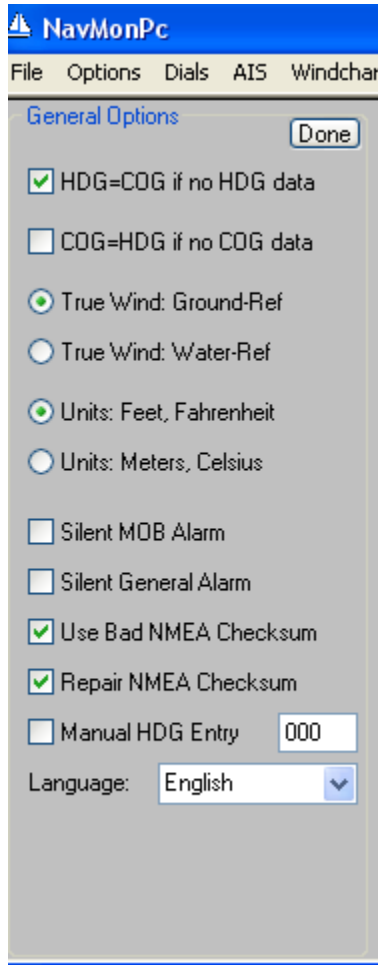 NavMonPc
File Options Dials AIS
General Options
Done
HDG=COG if no HDG data
COG=HDG if no COG data
True Wind: Ground-Ref
True Wind: Water-Ref
Units: Feet, Fahrenheit
Units: Meters, Celsius
Silent MOB Alarm
Silent General Alarm
Use Bad NMEA Checksum
Repair NMEA Checksum
Manual HDG Entry 000
Language: English